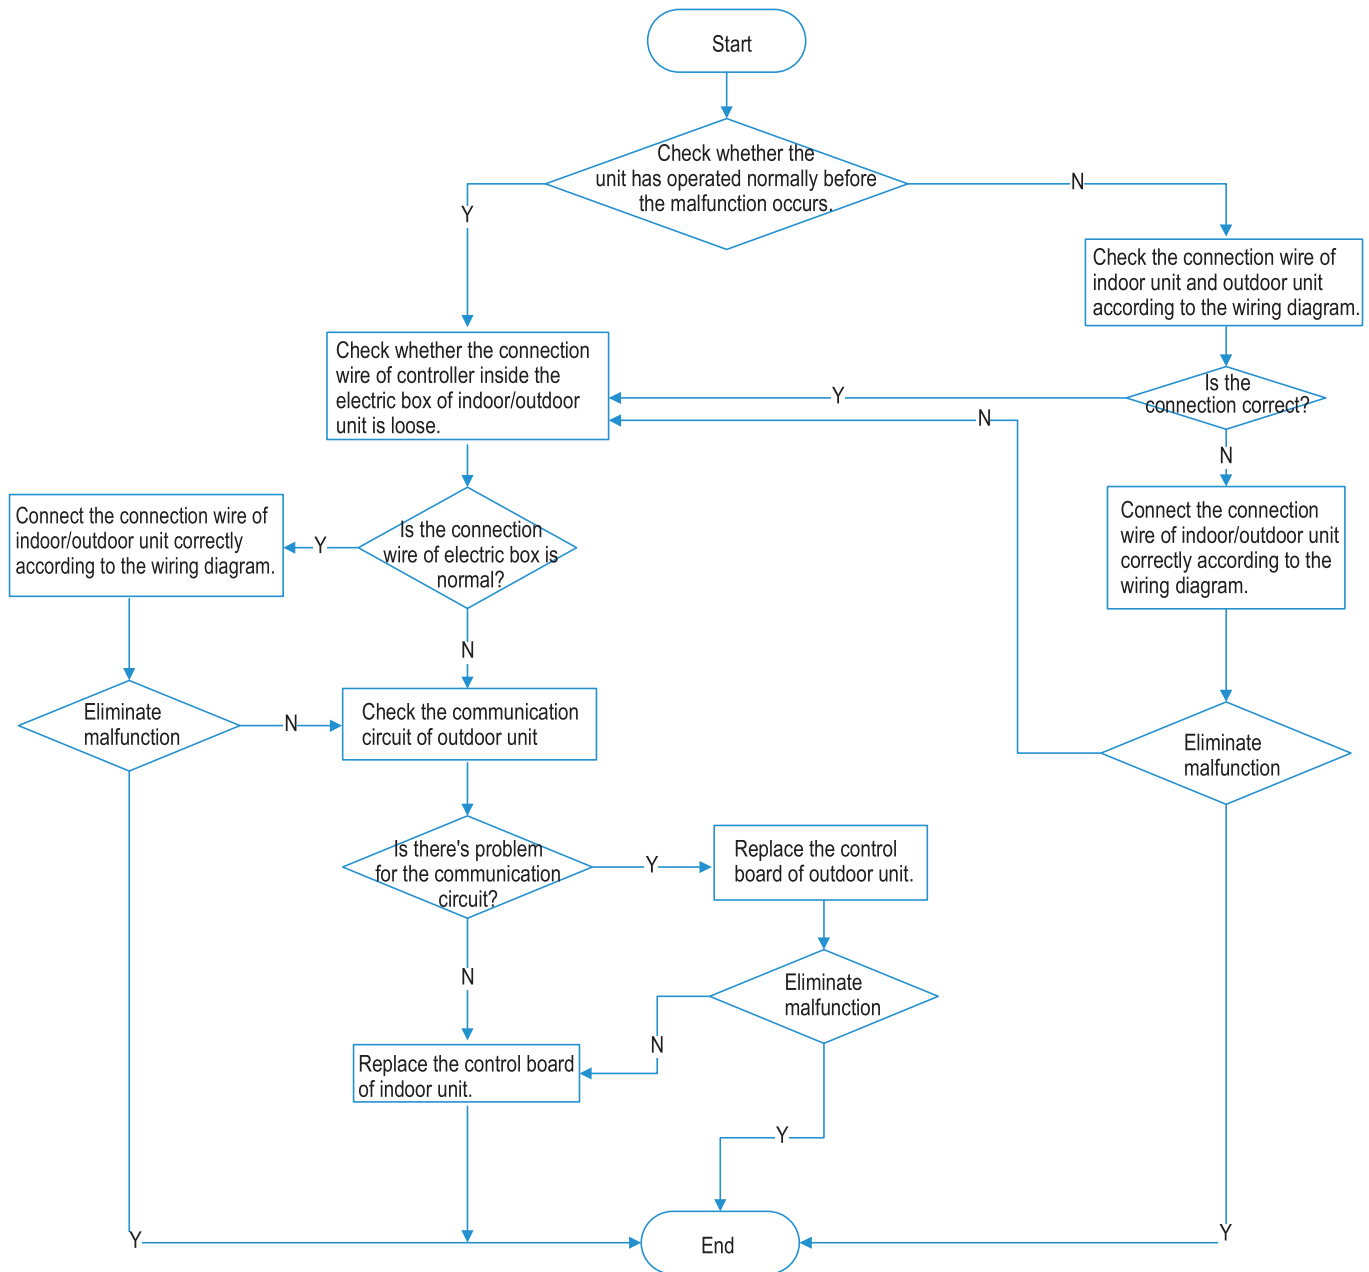 Start
Check whether the
unit has operated normally before
the malfunction occurs.
N
Y
Check the connection wire of
indoor unit and outdoor unit
according to the wiring diagram.
Check whether the connection
wire of controller inside the
electric box of indoor/outdoor
unit is loose.
Is the
connection correct?
Y
N
N
Connect the connection wire of
indoor/outdoor unit correctly
according to the wiring diagram.
Y
Is the connection
wire of electric box is
normal?
Connect the connection
wire of indoor/outdoor unit
correctly according to the
wiring diagram.
N
Eliminate
malfunction
N
Check the communication
circuit of outdoor unit
Eliminate
malfunction
Is there's problem
for the communication
circuit?
Y
Replace the control
board of outdoor unit.
N
Eliminate
malfunction
N
Replace the control board
of indoor unit.
Y
Y
End
Y